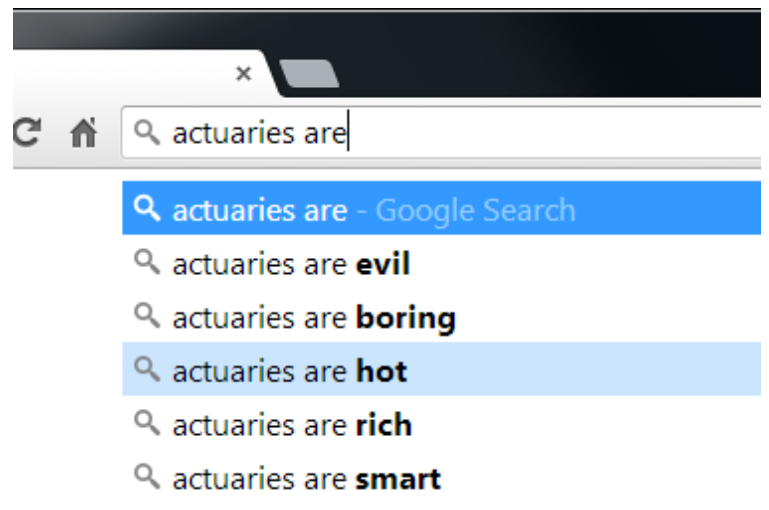 actuaries are
actuaries are - Google Search
actuaries are evil
actuaries are boring
actuaries are hot
actuaries are rich
actuaries are smart